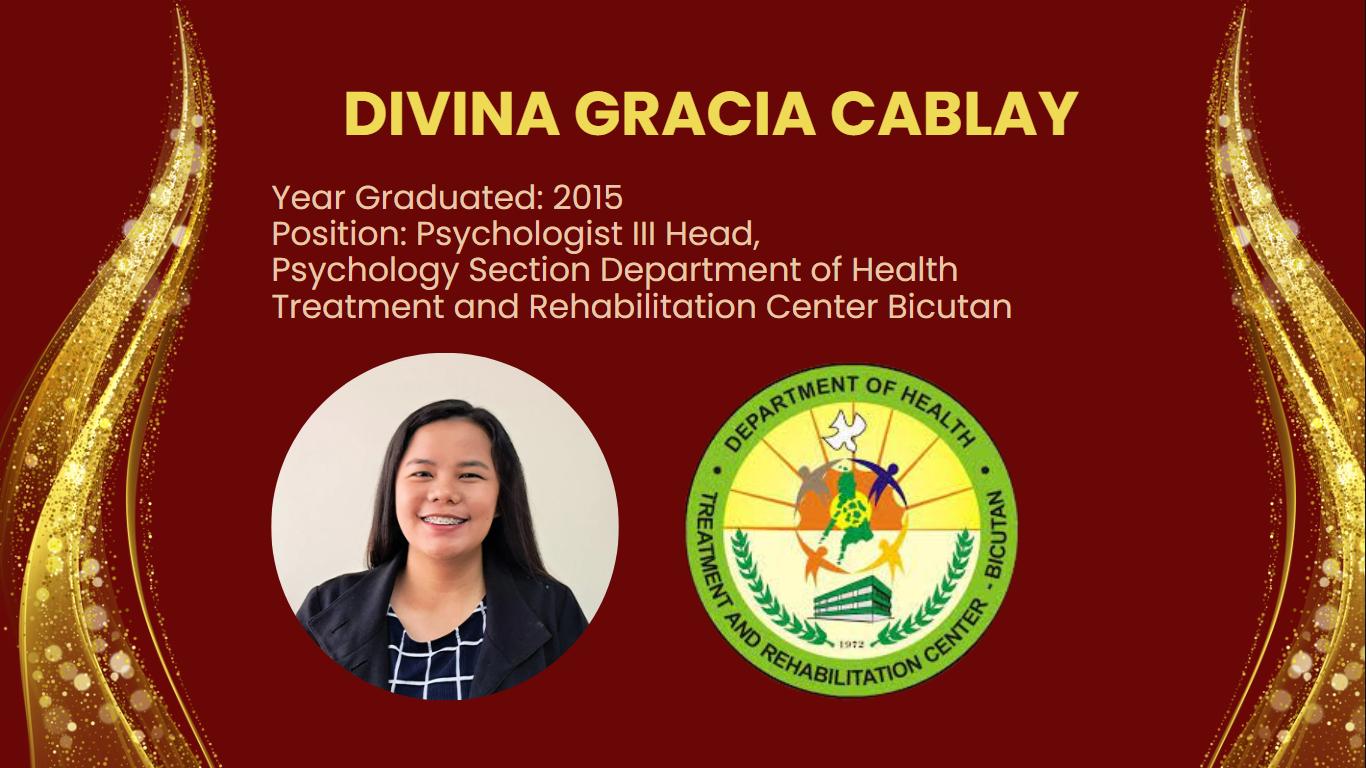 DIVINA GRACIA CABLAY
Year Graduated: 2015
Position: Psychologist III Head,
Psychology Section Department of Health
Treatment and Rehabilitation Center Bicutan
DEPARTMENT OF HEALTH
TREATMENT AND REHABILITATION CENTER - BICUTAN
1972